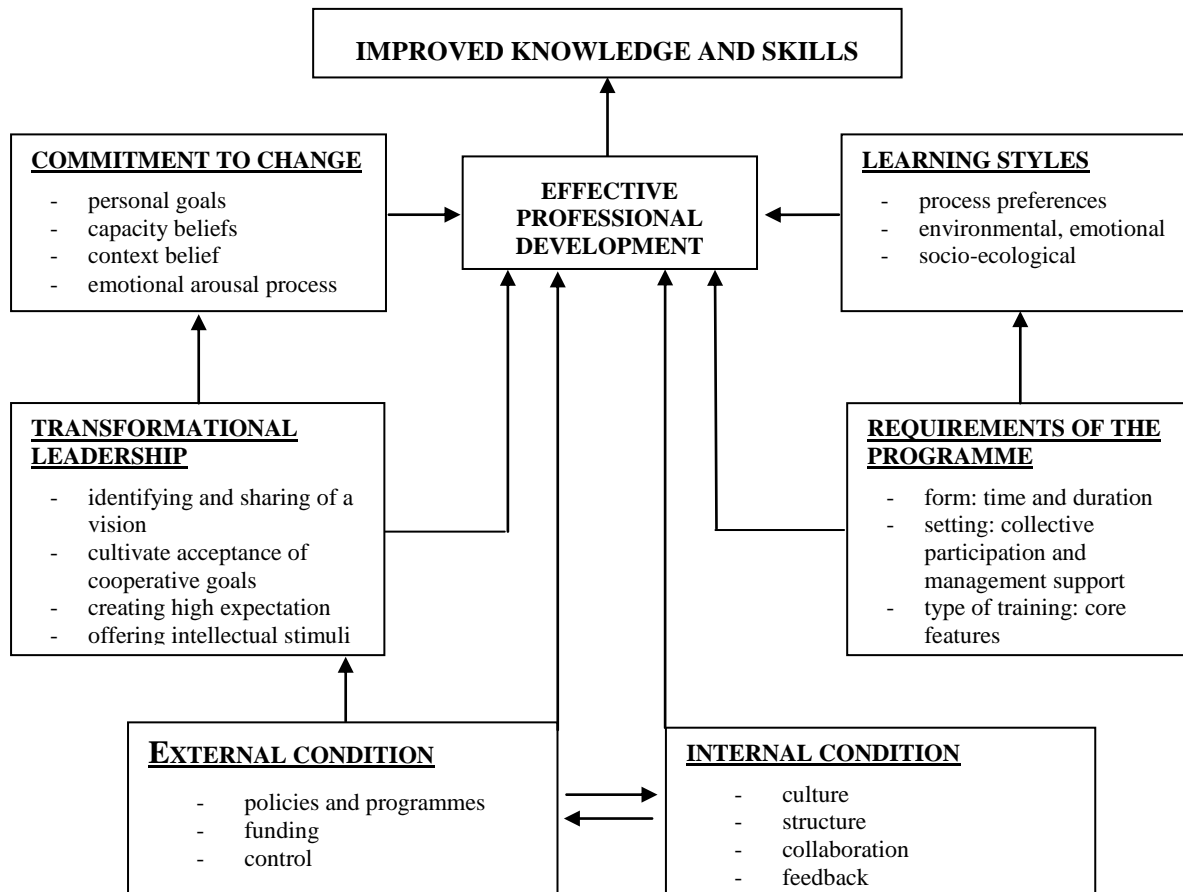 IMPROVED KNOWLEDGE AND SKILLS
COMMITMENT TO CHANGE
- personal goals
- capacity beliefs
- context belief
- emotional arousal process
EFFECTIVE
PROFESSIONAL
DEVELOPMENT
LEARNING STYLES
- process preferences
- environmental, emotional
- socio-ecological
TRANSFORMATIONAL
LEADERSHIP
- identifying and sharing of a
vision
- cultivate acceptance of
cooperative goals
- creating high expectation
- offering intellectual stimuli
REQUIREMENTS OF THE
PROGRAMME
- form: time and duration
- setting: collective
participation and
management support
- type of training: core
features
EXTERNAL CONDITION
- policies and programmes
- funding
- control
INTERNAL CONDITION
- culture
- structure
- collaboration
- feedback